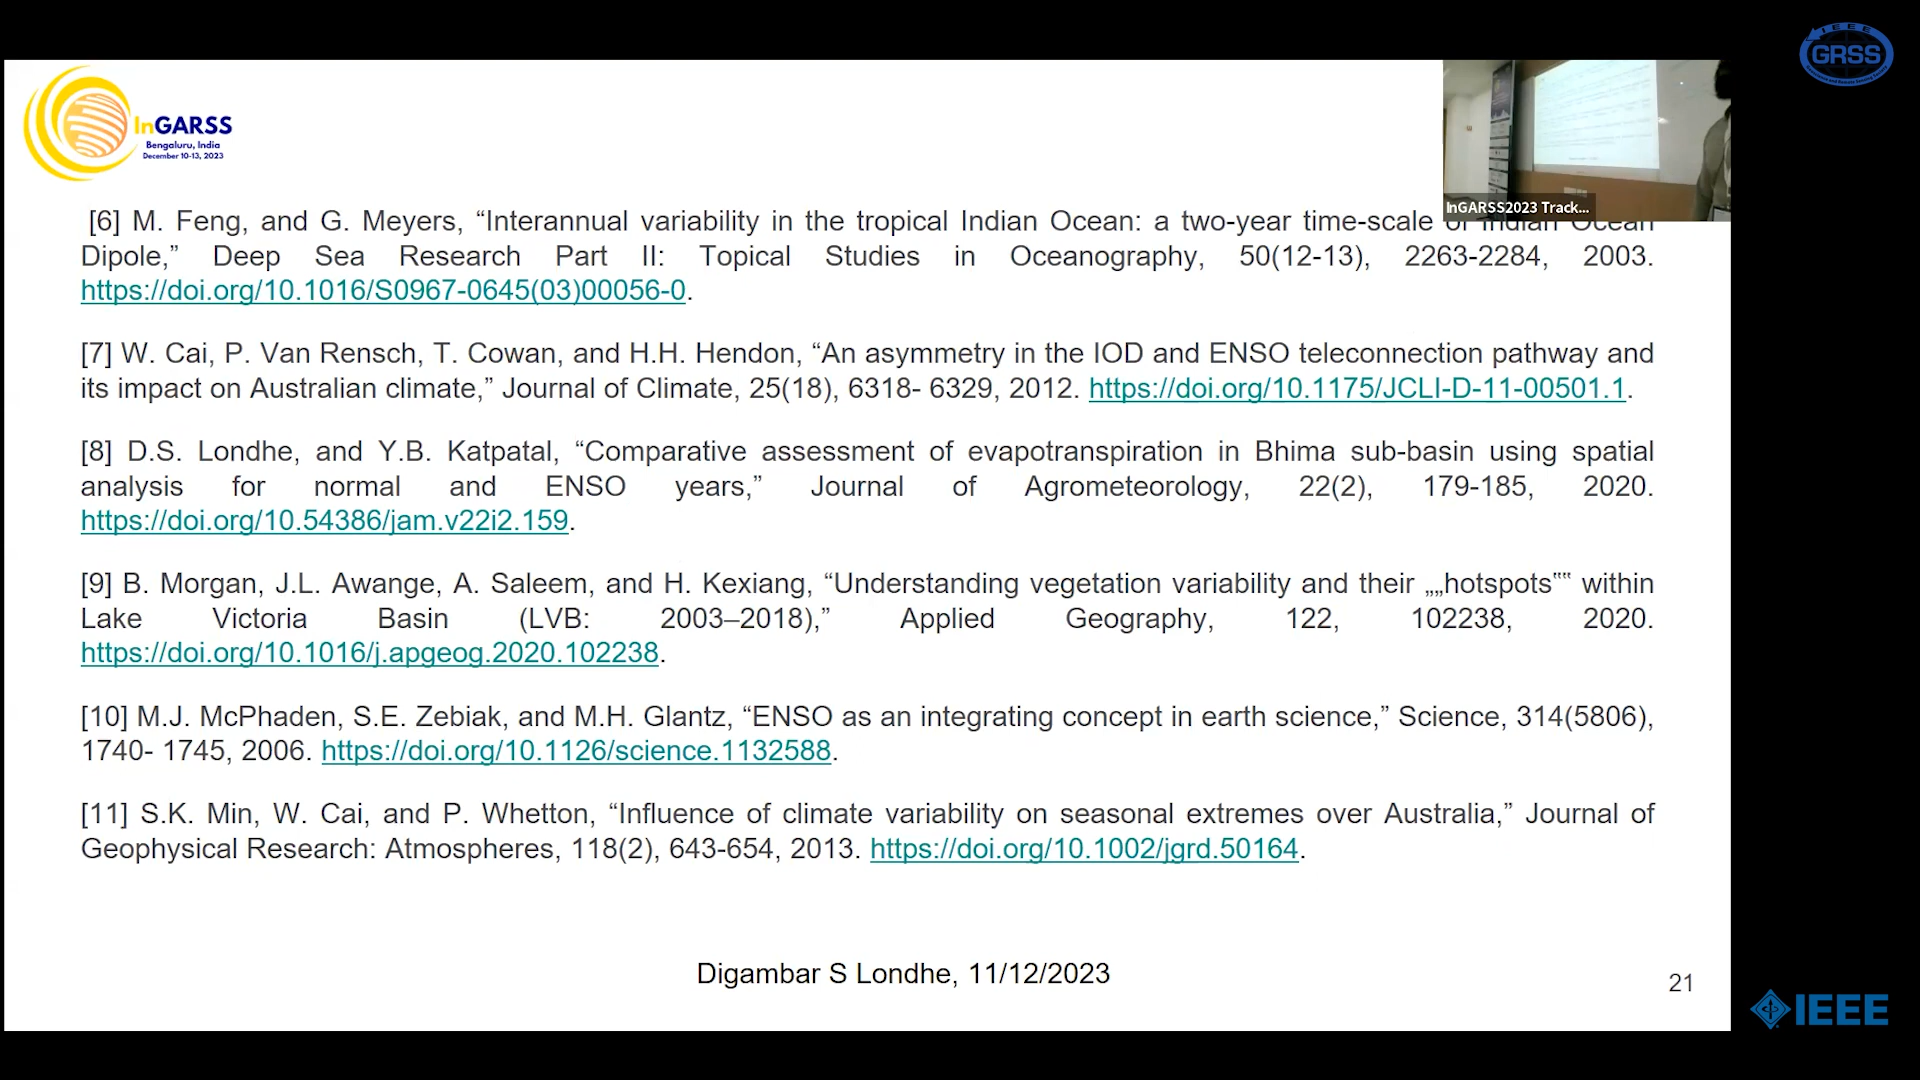 IEEE
GRSS
InGARSS
Bengaluru, India
December 10-13, 2023
InGARSS2023 Track...
[6] M. Feng, and G. Meyers, “Interannual variability in the tropical Indian Ocean: a two-year time-scale of Indian Ocean
Dipole,” Deep Sea Research Part II: Topical Studies in Oceanography, 50(12-13), 2263-2284, 2003.
https://doi.org/10.1016/S0967-0645(03)00056-0.
[7] W. Cai, P. Van Rensch, T. Cowan, and H.H. Hendon, “An asymmetry in the IOD and ENSO teleconnection pathway and
its impact on Australian climate,” Journal of Climate, 25(18), 6318- 6329, 2012. https://doi.org/10.1175/JCLI-D-11-00501.1.
[8] D.S. Londhe, and Y.B. Katpatal, “Comparative assessment of evapotranspiration in Bhima sub-basin using spatial
analysis for normal and ENSO years,” Journal of Agrometeorology, 22(2), 179-185, 2020.
https://doi.org/10.54386/jam.v22i2.159.
[9] B. Morgan, J.L. Awange, A. Saleem, and H. Kexiang, “Understanding vegetation variability and their „„hotspots‟‟ within
Lake Victoria Basin (LVB: 2003–2018),” Applied Geography, 122, 102238, 2020.
https://doi.org/10.1016/j.apgeog.2020.102238.
[10] M.J. McPhaden, S.E. Zebiak, and M.H. Glantz, “ENSO as an integrating concept in earth science,” Science, 314(5806),
1740- 1745, 2006. https://doi.org/10.1126/science.1132588.
[11] S.K. Min, W. Cai, and P. Whetton, “Influence of climate variability on seasonal extremes over Australia,” Journal of
Geophysical Research: Atmospheres, 118(2), 643-654, 2013. https://doi.org/10.1002/jgrd.50164.
Digambar S Londhe, 11/12/2023
21
IEEE